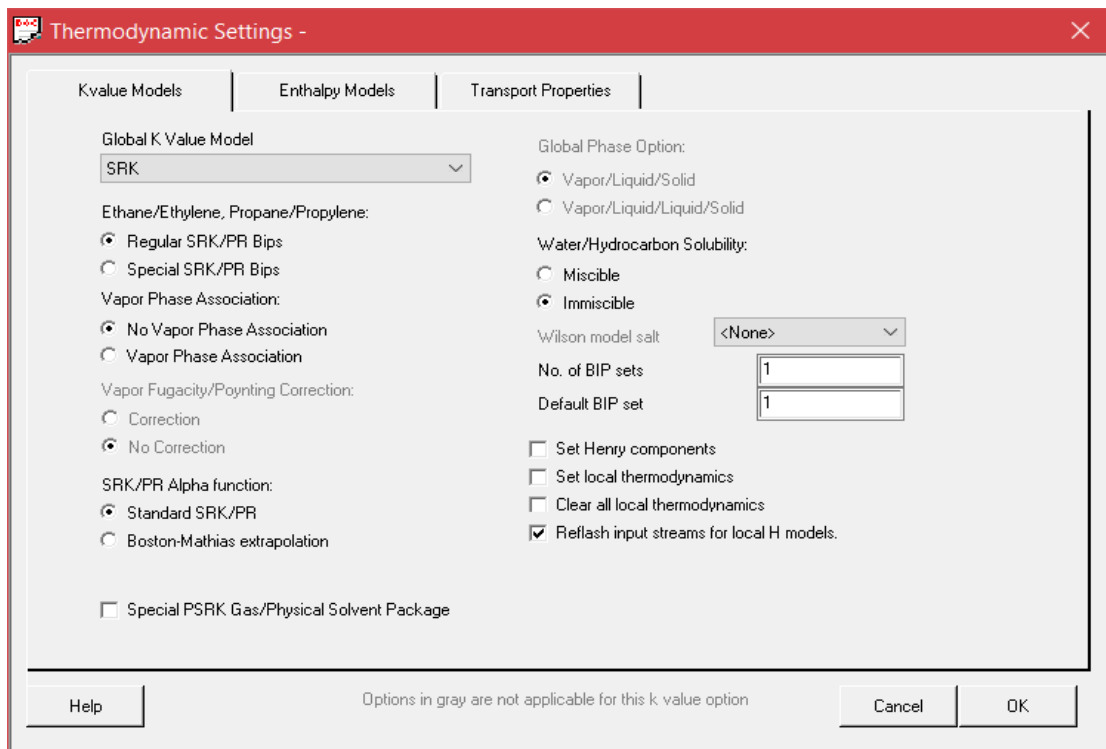 Thermodynamic Settings -
Kvalue Models
Enthalpy Models
Transport Properties
Global K Value Model
SRK
Ethane/Ethylene, Propane/Propylene:
Regular SRK/PR Bips
Special SRK/PR Bips
Vapor Phase Association:
No Vapor Phase Association
Vapor Phase Association
Vapor Fugacity/Poynting Correction:
Correction
No Correction
SRK/PR Alpha function:
Standard SRK/PR
Boston-Mathias extrapolation
Special PSRK Gas/Physical Solvent Package
Global Phase Option:
Vapor/Liquid/Solid
Vapor/Liquid/Liquid/Solid
Water/Hydrocarbon Solubility:
Miscible
Immiscible
Wilson model salt
<None>
No. of BIP sets
1
Default BIP set
1
Set Henry components
Set local thermodynamics
Clear all local thermodynamics
Reflash input streams for local H models.
Help
Options in gray are not applicable for this k value option
Cancel
OK